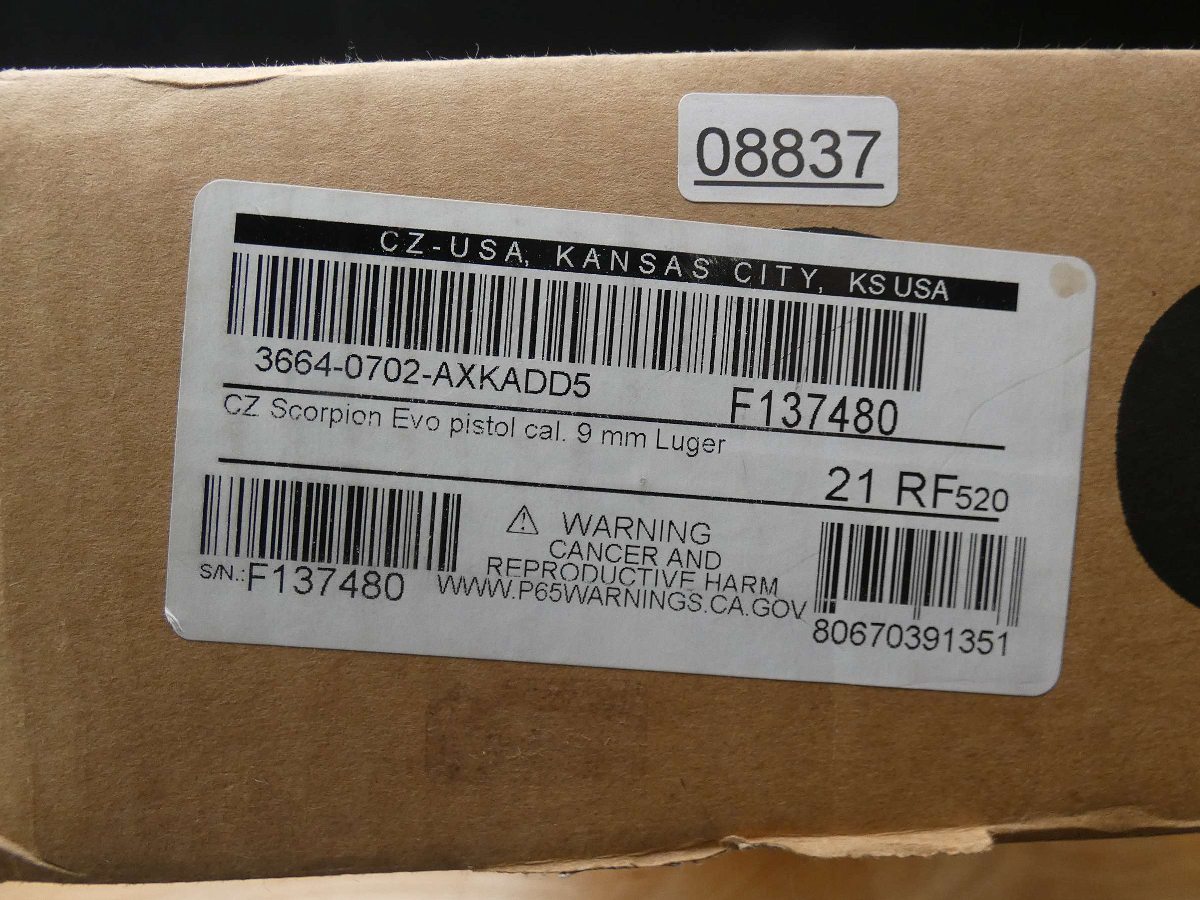 08837
CZ-USA, KANSAS CITY, KS USA
3664-0702-AXKADD5
F137480
CZ Scorpion Evo pistol cal. 9 mm Luger
21 RF520
⚠ WARNING
CANCER AND
REPRODUCTIVE HARM
WWW.P65WARNINGS.CA.GOV
S/N.:F137480
80670391351